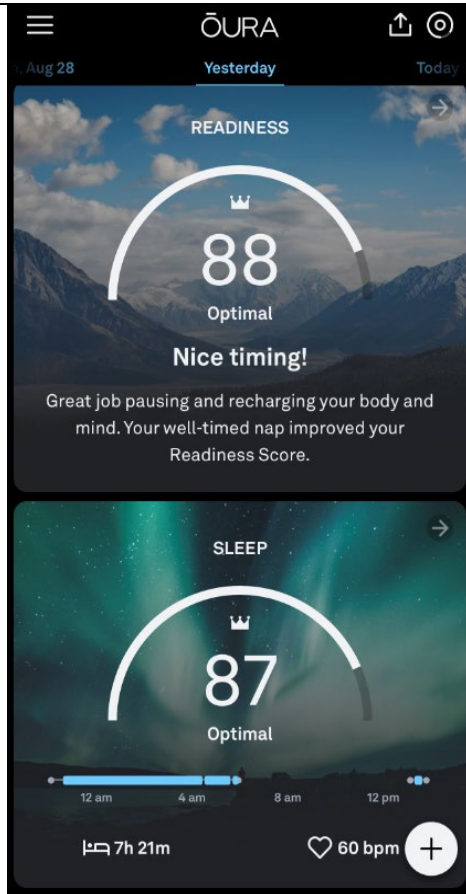 ŌURA
, Aug 28 Yesterday Today
READINESS
88
Optimal
Nice timing!
Great job pausing and recharging your body and
mind. Your well-timed nap improved your
Readiness Score.
SLEEP
87
Optimal
12 am 4 am 8 am 12 pm
7h 21m 60 bpm +